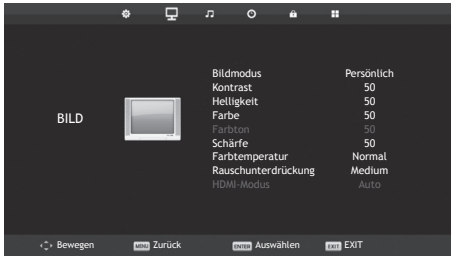 BILD
Bildmodus Persönlich
Kontrast 50
Helligkeit 50
Farbe 50
Farbton 50
Schärfe 50
Farbtemperatur Normal
Rauschunterdrückung Medium
HDMI-Modus Auto
Bewegen MENU Zurück ENTER Auswählen EXIT EXIT